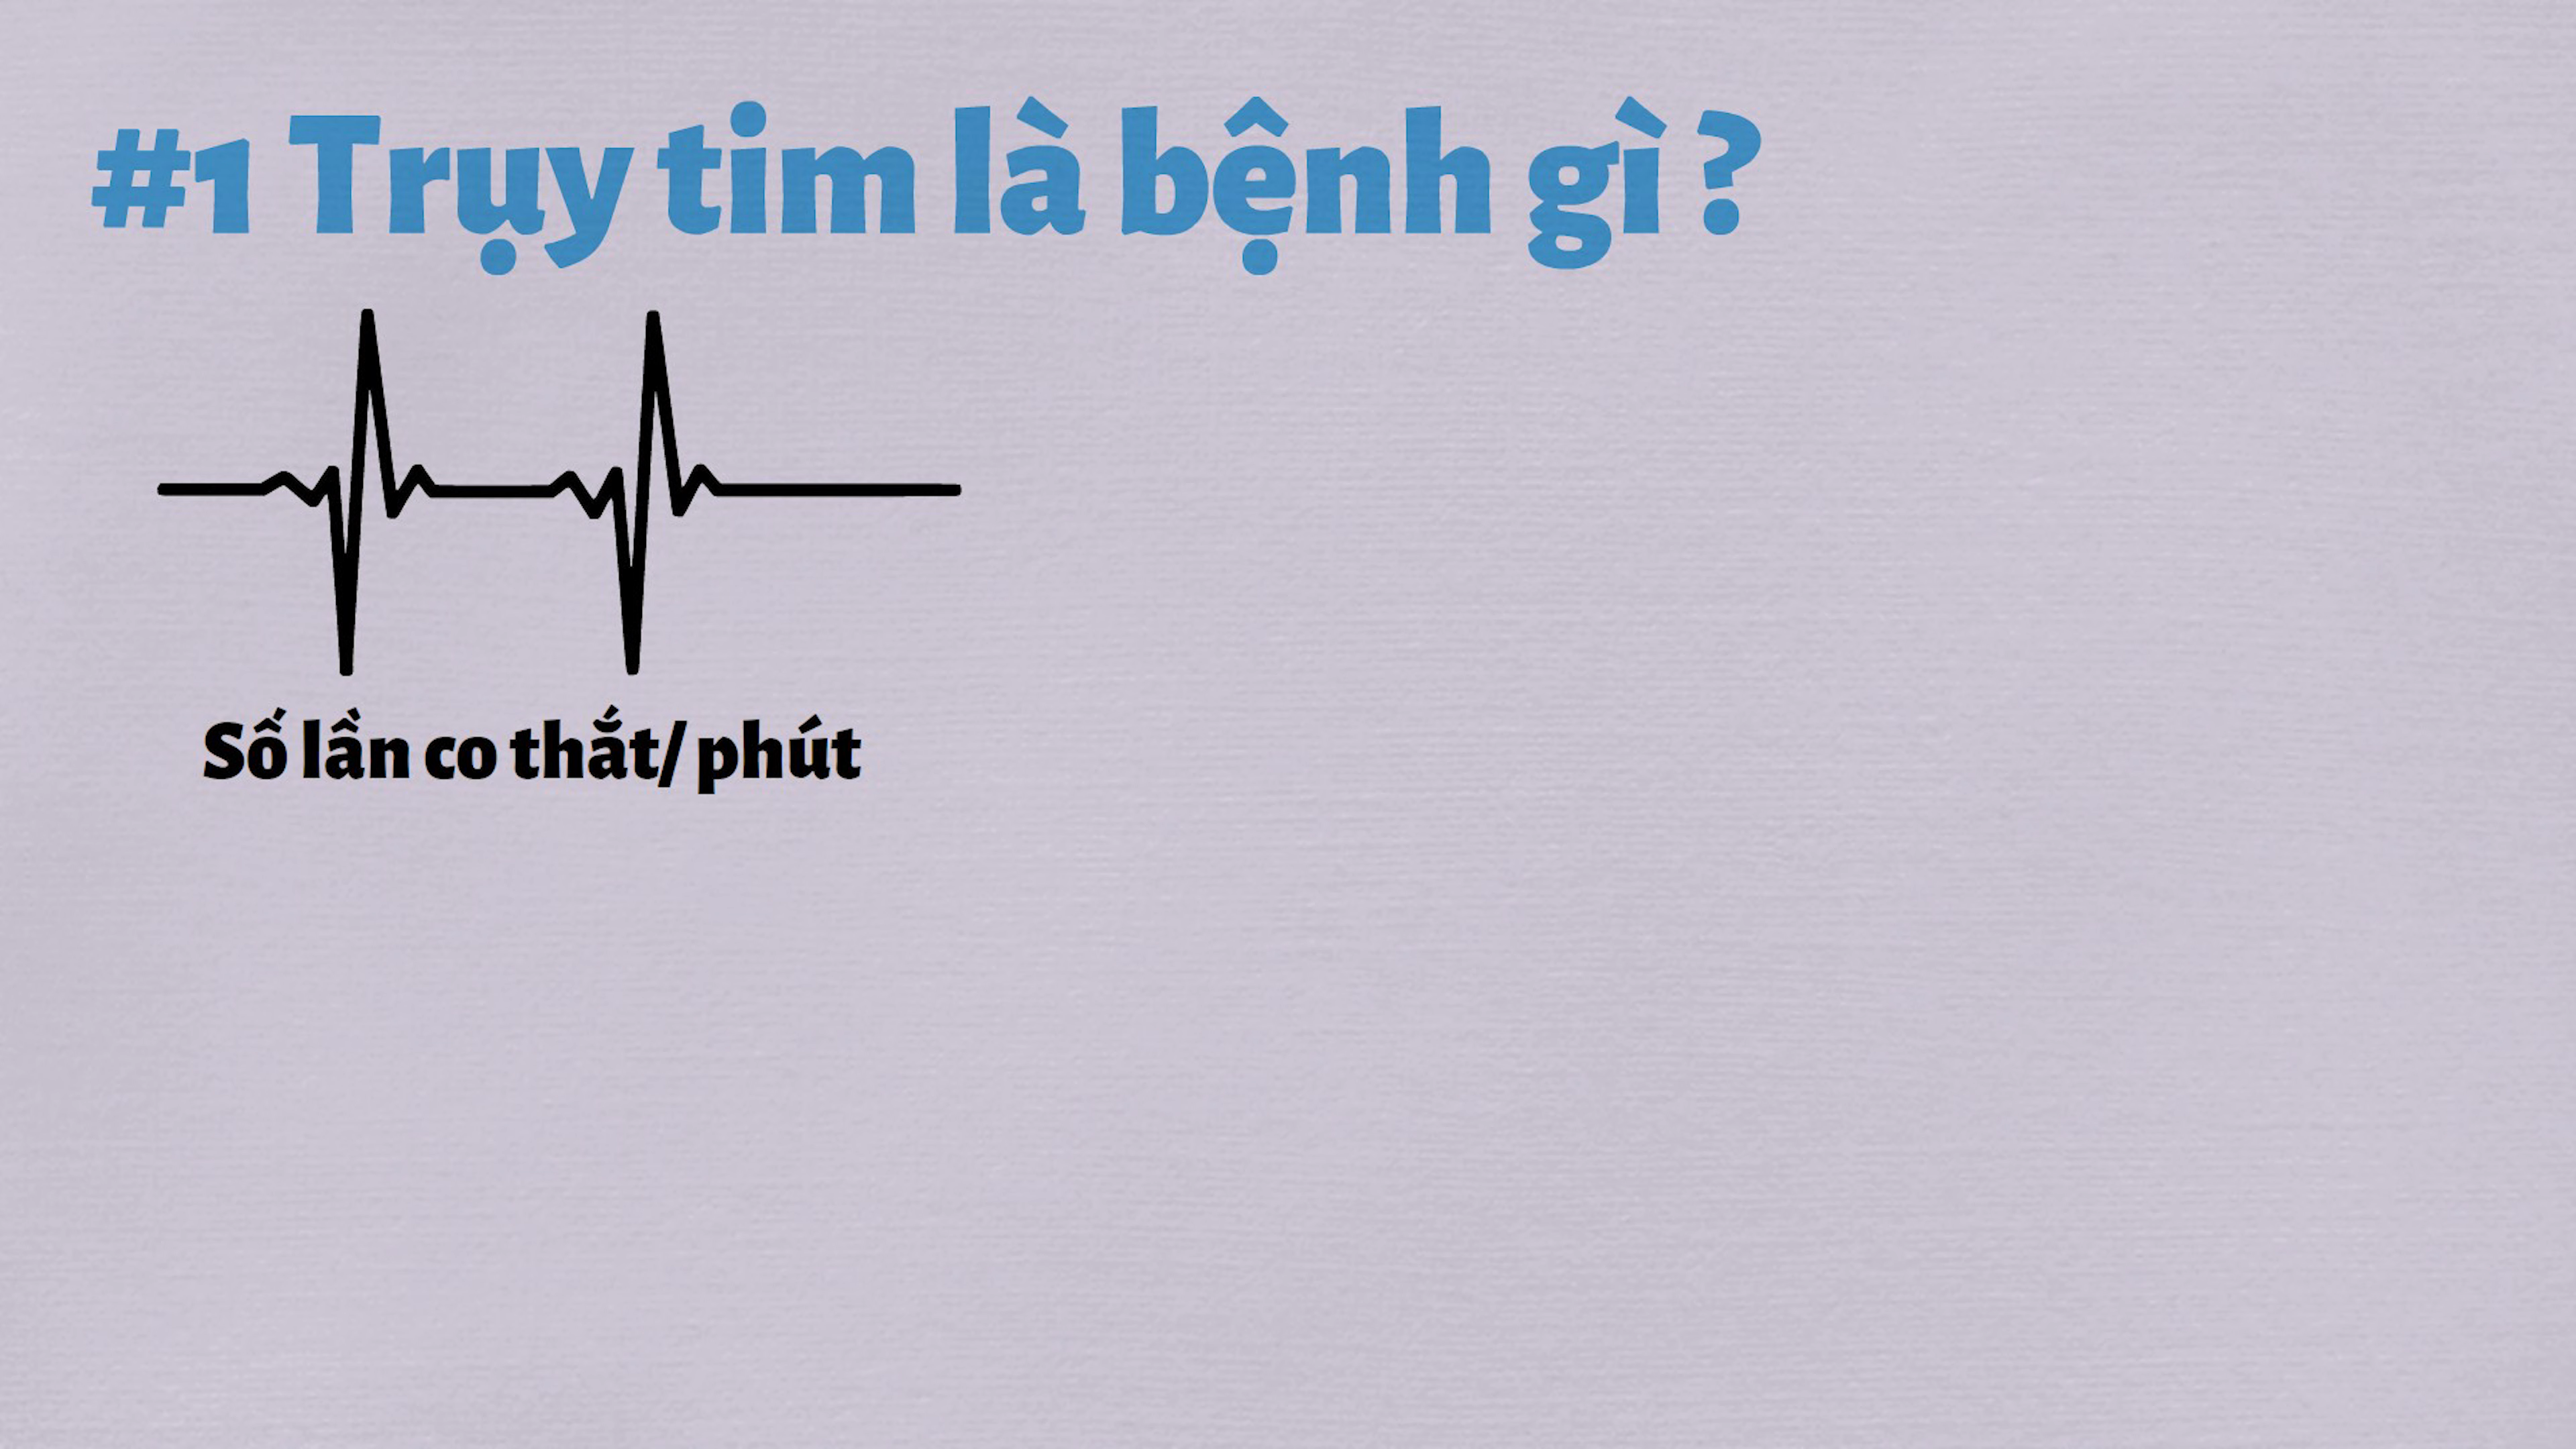 #1 Trụy tim là bệnh gì ?
Số lần co thắt/ phút